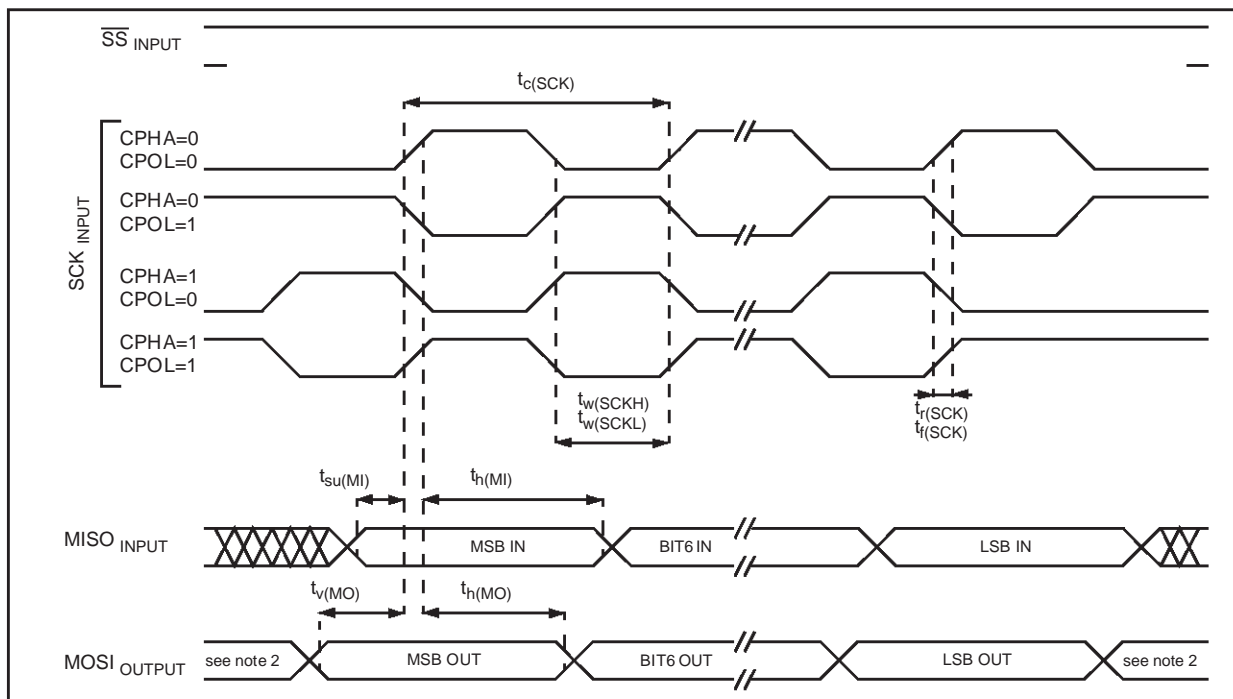 SS INPUT
tc(SCK)
SCK INPUT
CPHA=0
CPOL=0
CPHA=0
CPOL=1
CPHA=1
CPOL=0
CPHA=1
CPOL=1
tw(SCKH)
tw(SCKL)
tr(SCK)
tf(SCK)
tsu(MI)
th(MI)
MISO INPUT
MSB IN
BIT6 IN
LSB IN
tv(MO)
th(MO)
MOSI OUTPUT
see note 2
MSB OUT
BIT6 OUT
LSB OUT
see note 2